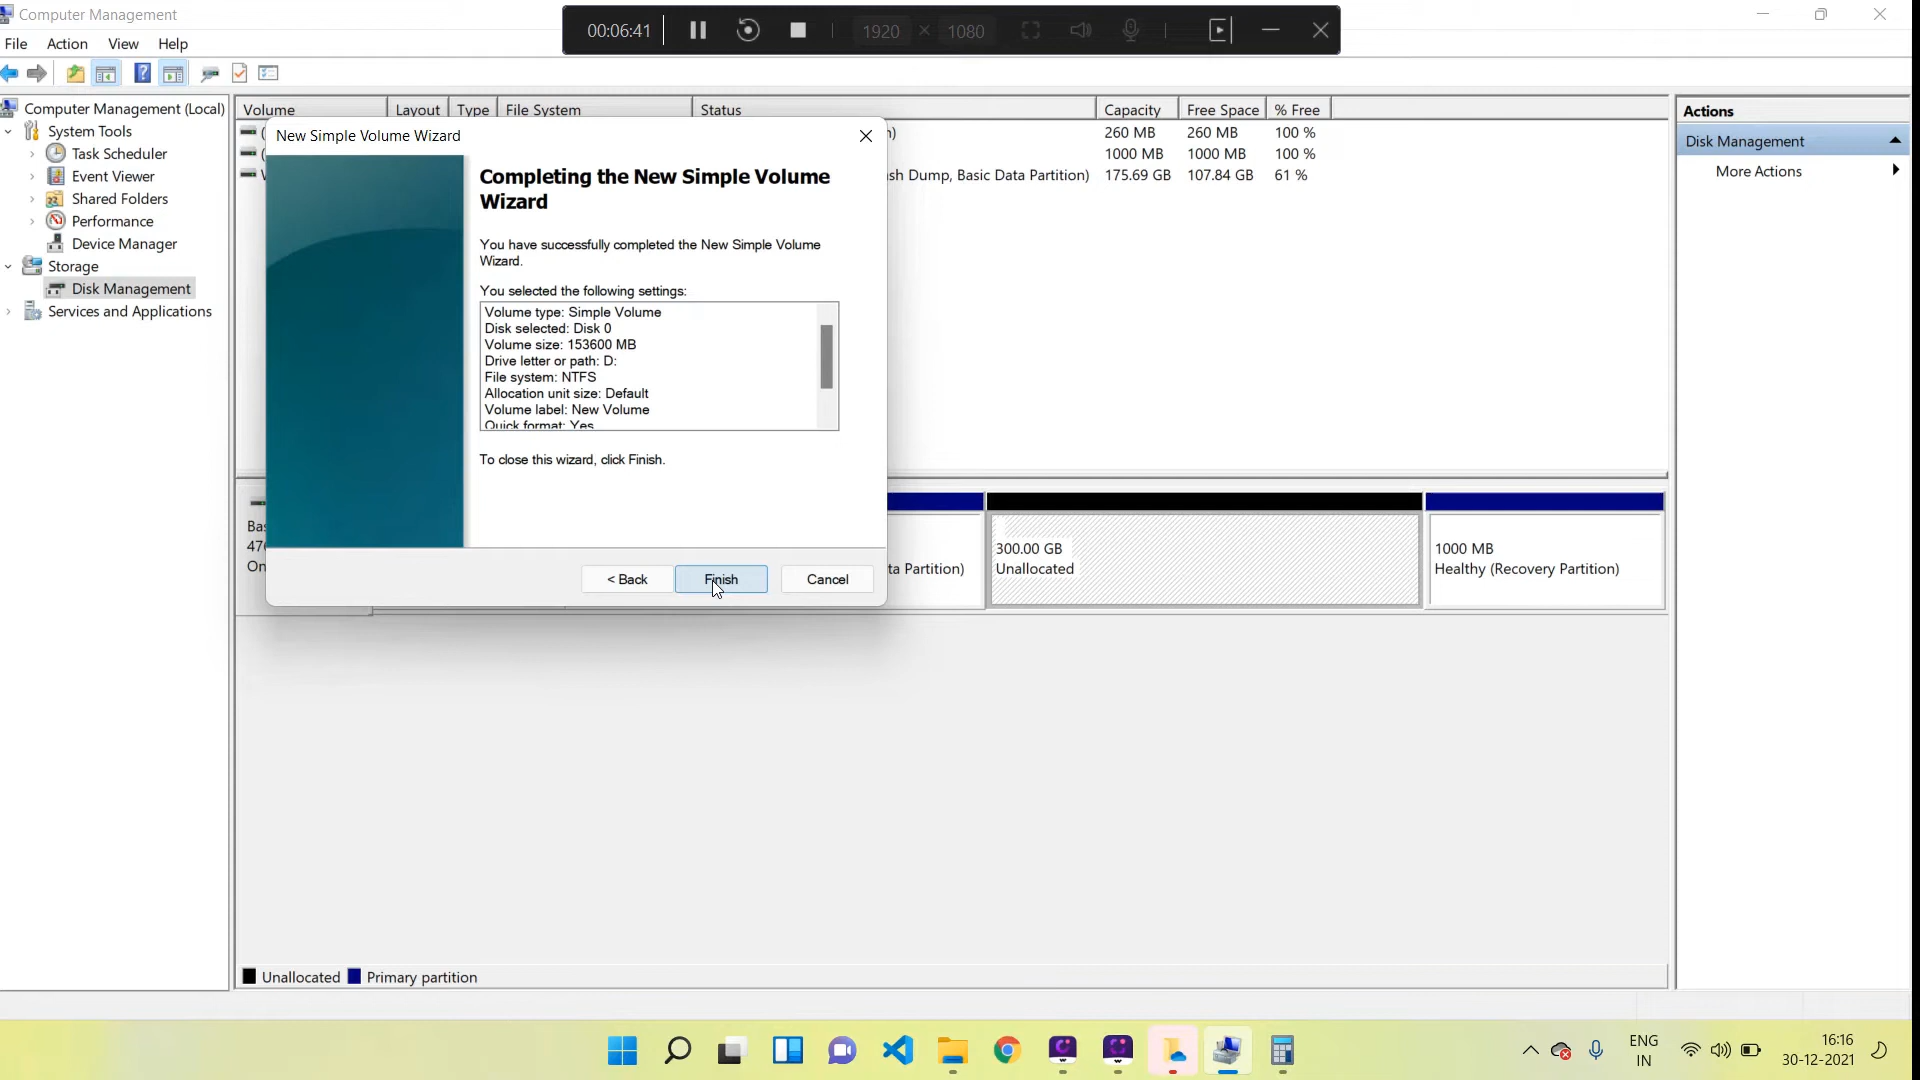 Computer Management
00:06:41
1920 × 1080
File Action View Help
Computer Management (Local)
System Tools
Task Scheduler
Event Viewer
Shared Folders
Performance
Device Manager
Storage
Disk Management
Services and Applications
Volume Layout Type File System Status Capacity Free Space % Free
260 MB 260 MB 100 %
1000 MB 1000 MB 100 %
sh Dump, Basic Data Partition) 175.69 GB 107.84 GB 61 %
New Simple Volume Wizard
Completing the New Simple Volume
Wizard
You have successfully completed the New Simple Volume
Wizard.
You selected the following settings:
Volume type: Simple Volume
Disk selected: Disk 0
Volume size: 153600 MB
Drive letter or path: D:
File system: NTFS
Allocation unit size: Default
Volume label: New Volume
Quick format: Yes
To close this wizard, click Finish.
< Back Finish Cancel
Bas
476
On
ta Partition)
300.00 GB
Unallocated
1000 MB
Healthy (Recovery Partition)
Unallocated Primary partition
Actions
Disk Management
More Actions
ENG
IN
16:16
30-12-2021